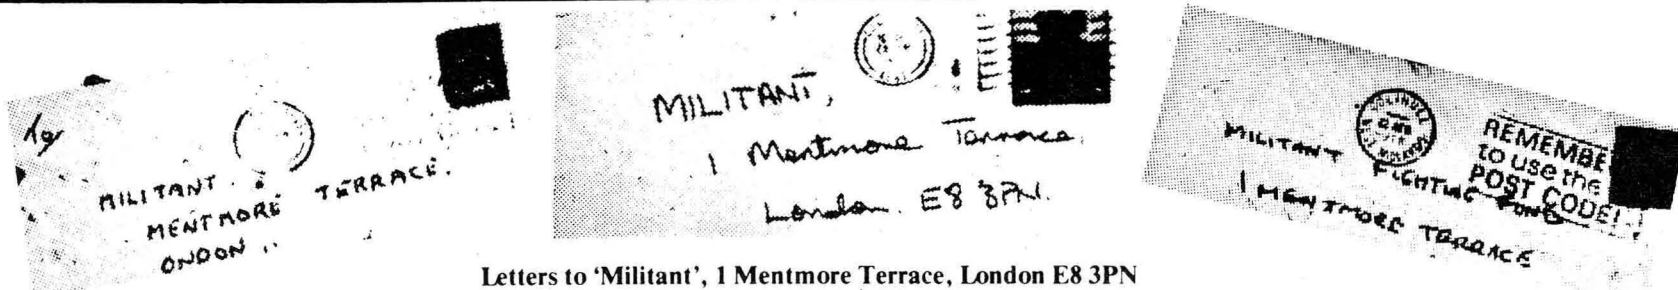 MILITANT.
MENTMORE TERRACE.
ONDON
MILITANT,
1 Mentmore Terrace.
London. E8 3PN.
SOLIHULL
REMEMBE
to use the
POST CODE!
MILITANT FIGHTING FUND
1 MENTMORE TERRACE
Letters to ‘Militant’, 1 Mentmore Terrace, London E8 3PN